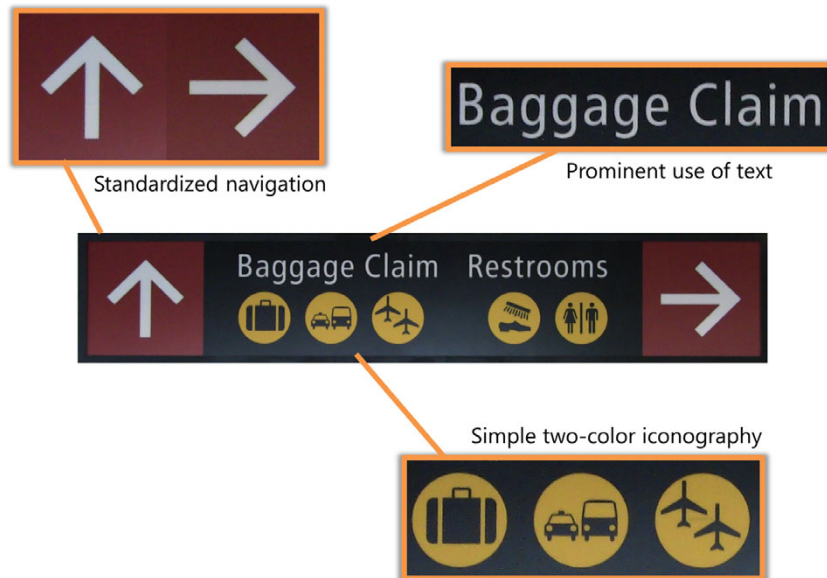 Baggage Claim
Standardized navigation
Prominent use of text
Baggage Claim Restrooms
Simple two-color iconography